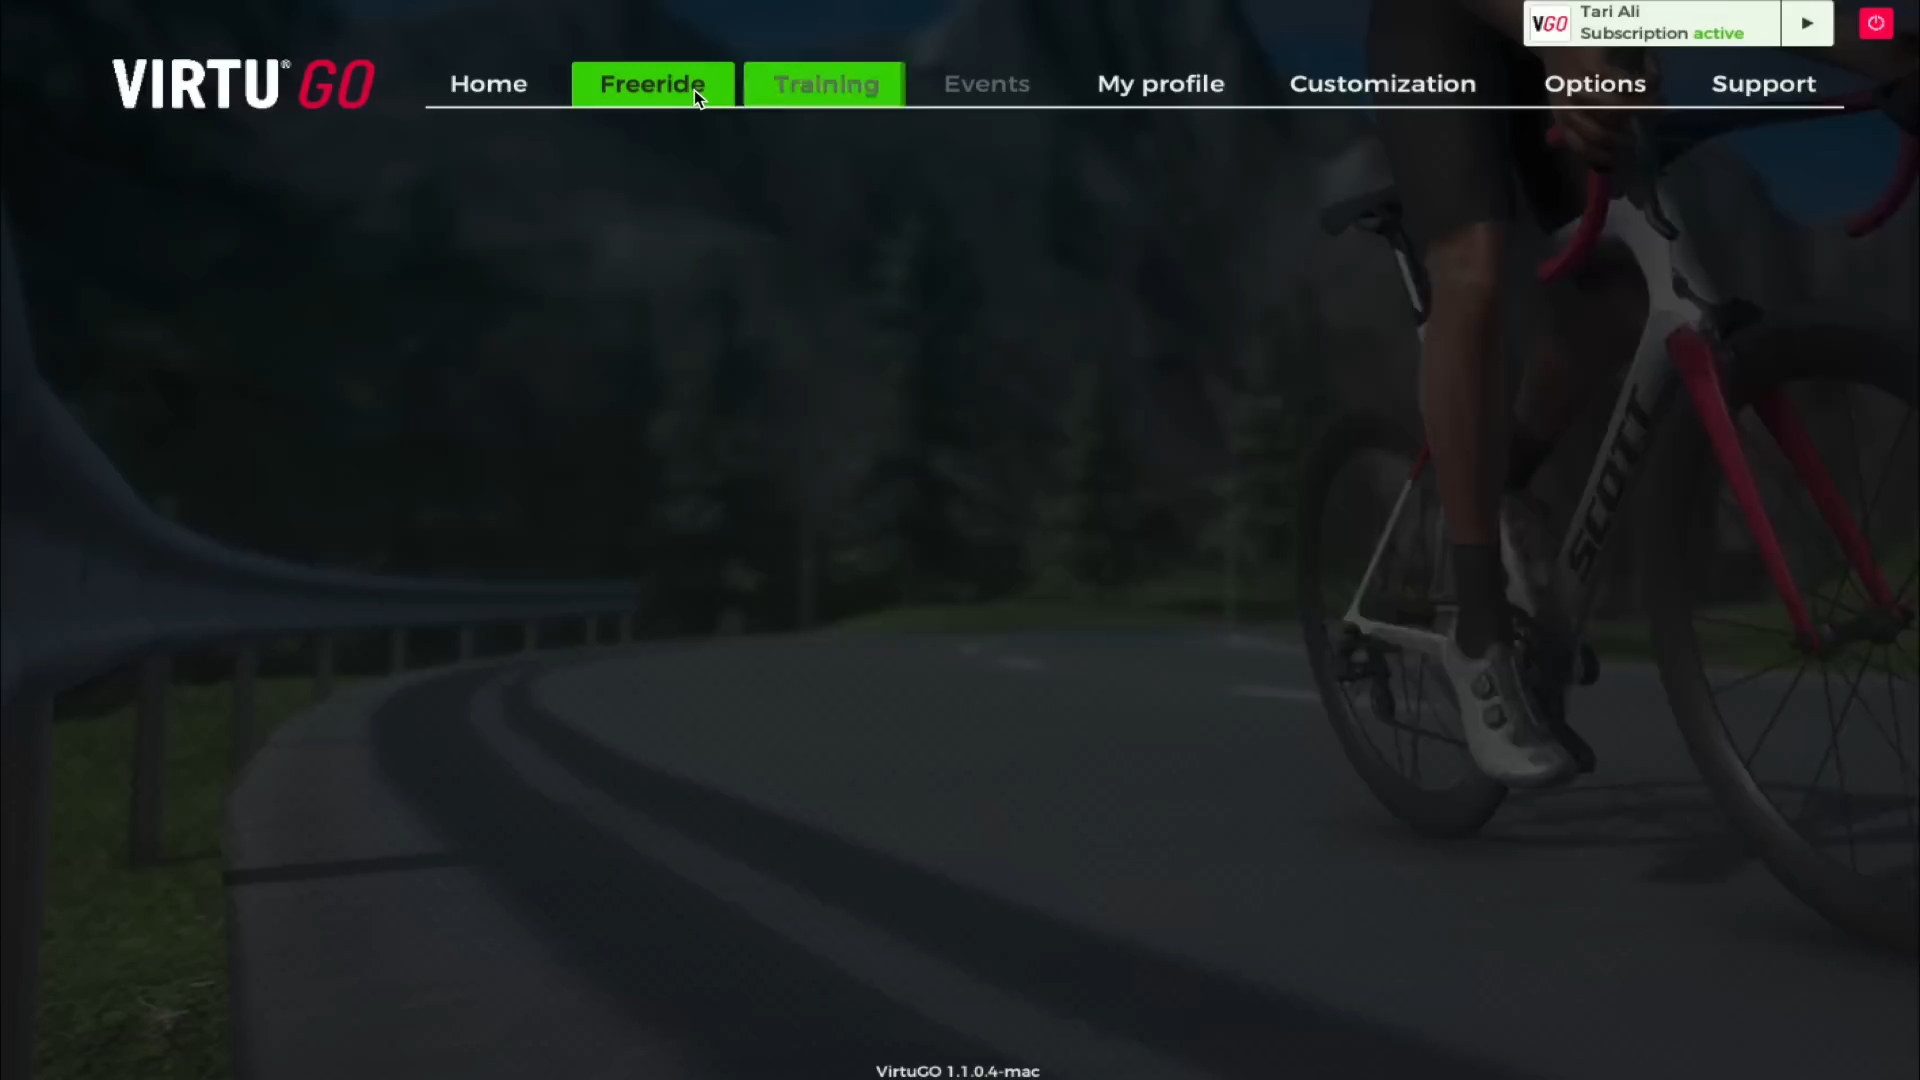 Tari Ali
VGO
Subscription active
VIRTU® GO
Home
Freeride
Training
Events
My profile
Customization
Options
Support
SCOTT
VirtuGO 1.1.0.4-mac